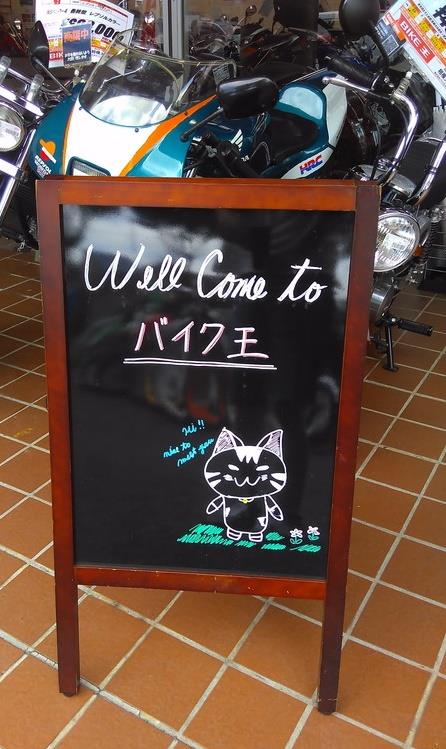 BIKE王
HRC
Well Come to
バイク王
Hi!!
nice to
meet you